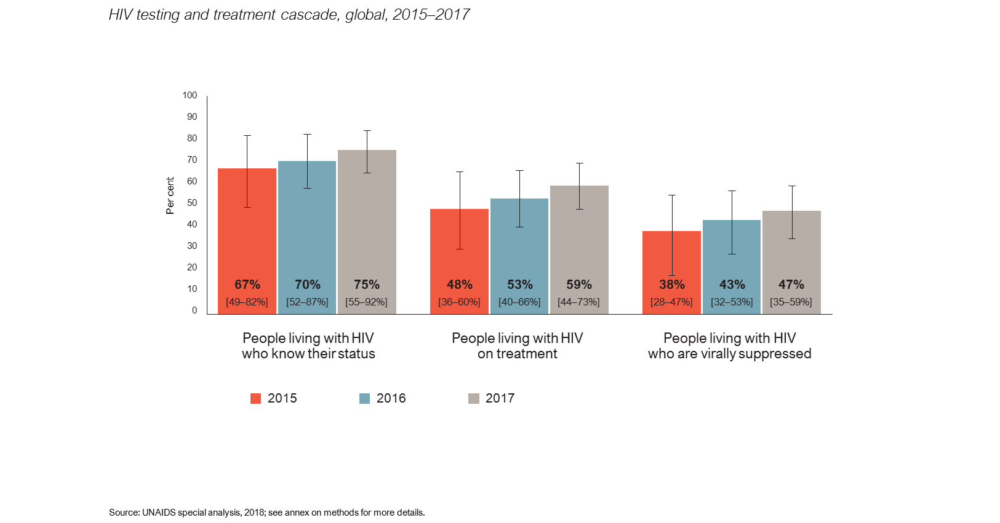 HIV testing and treatment cascade, global, 2015–2017
100
90
80
70
60
50
40
30
20
10
0
Per cent
67% 70% 75% 48% 53% 59% 38% 43% 47%
[49–82%] [52–87%] [55–92%] [36–60%] [40–66%] [44–73%] [28–47%] [32–53%] [35–59%]
People living with HIV
who know their status
People living with HIV
on treatment
People living with HIV
who are virally suppressed
2015 2016 2017
Source: UNAIDS special analysis, 2018; see annex on methods for more details.